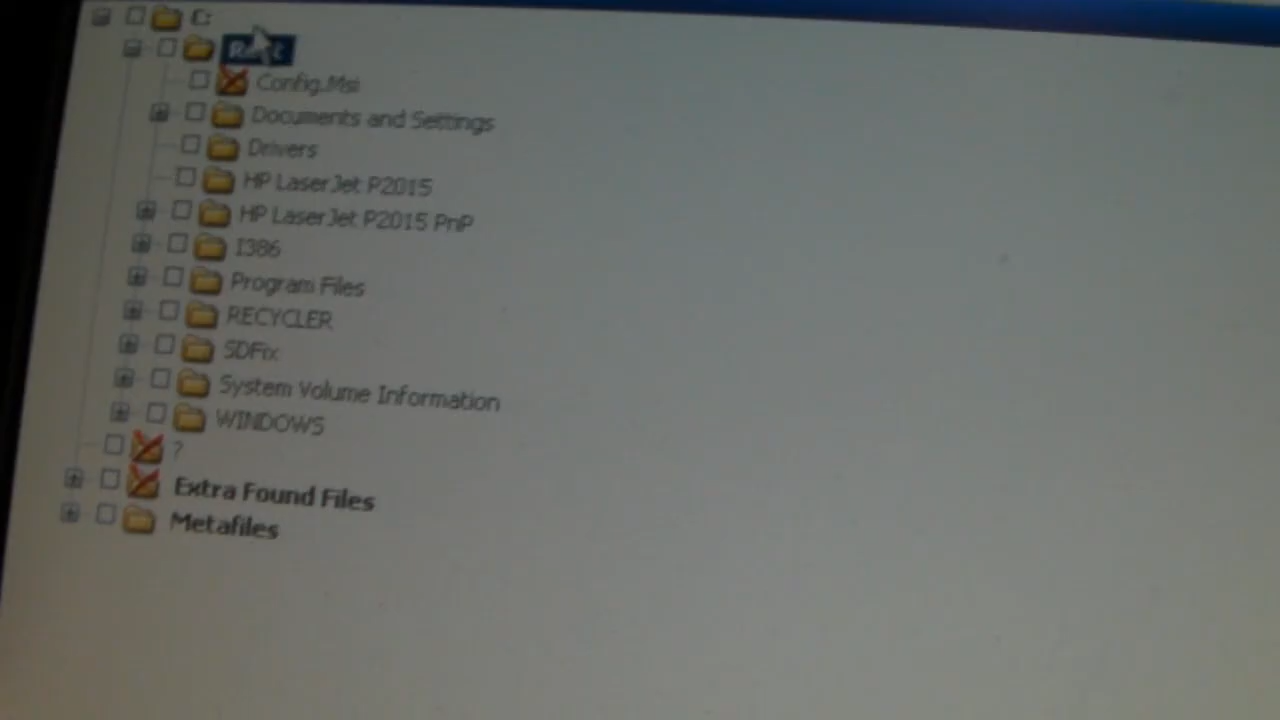 C:
Root
Config.Msi
Documents and Settings
Drivers
HP LaserJet P2015
HP LaserJet P2015 PnP
I386
Program Files
RECYCLER
SDFix
System Volume Information
WINDOWS
?
Extra Found Files
Metafiles